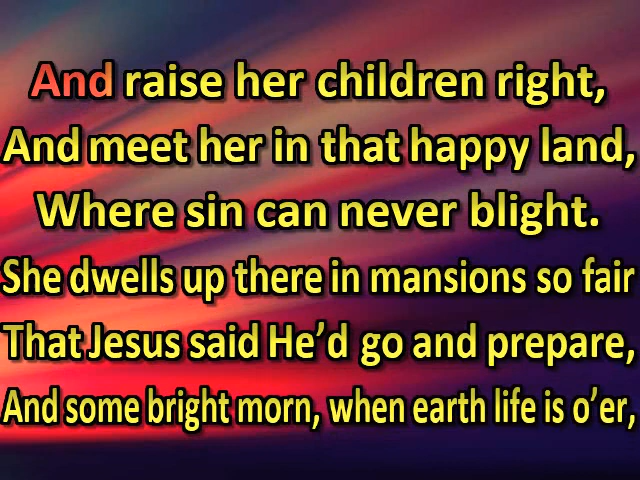 And raise her children right,
And meet her in that happy land,
Where sin can never blight.
She dwells up there in mansions so fair
That Jesus said He’d go and prepare,
And some bright morn, when earth life is o’er,